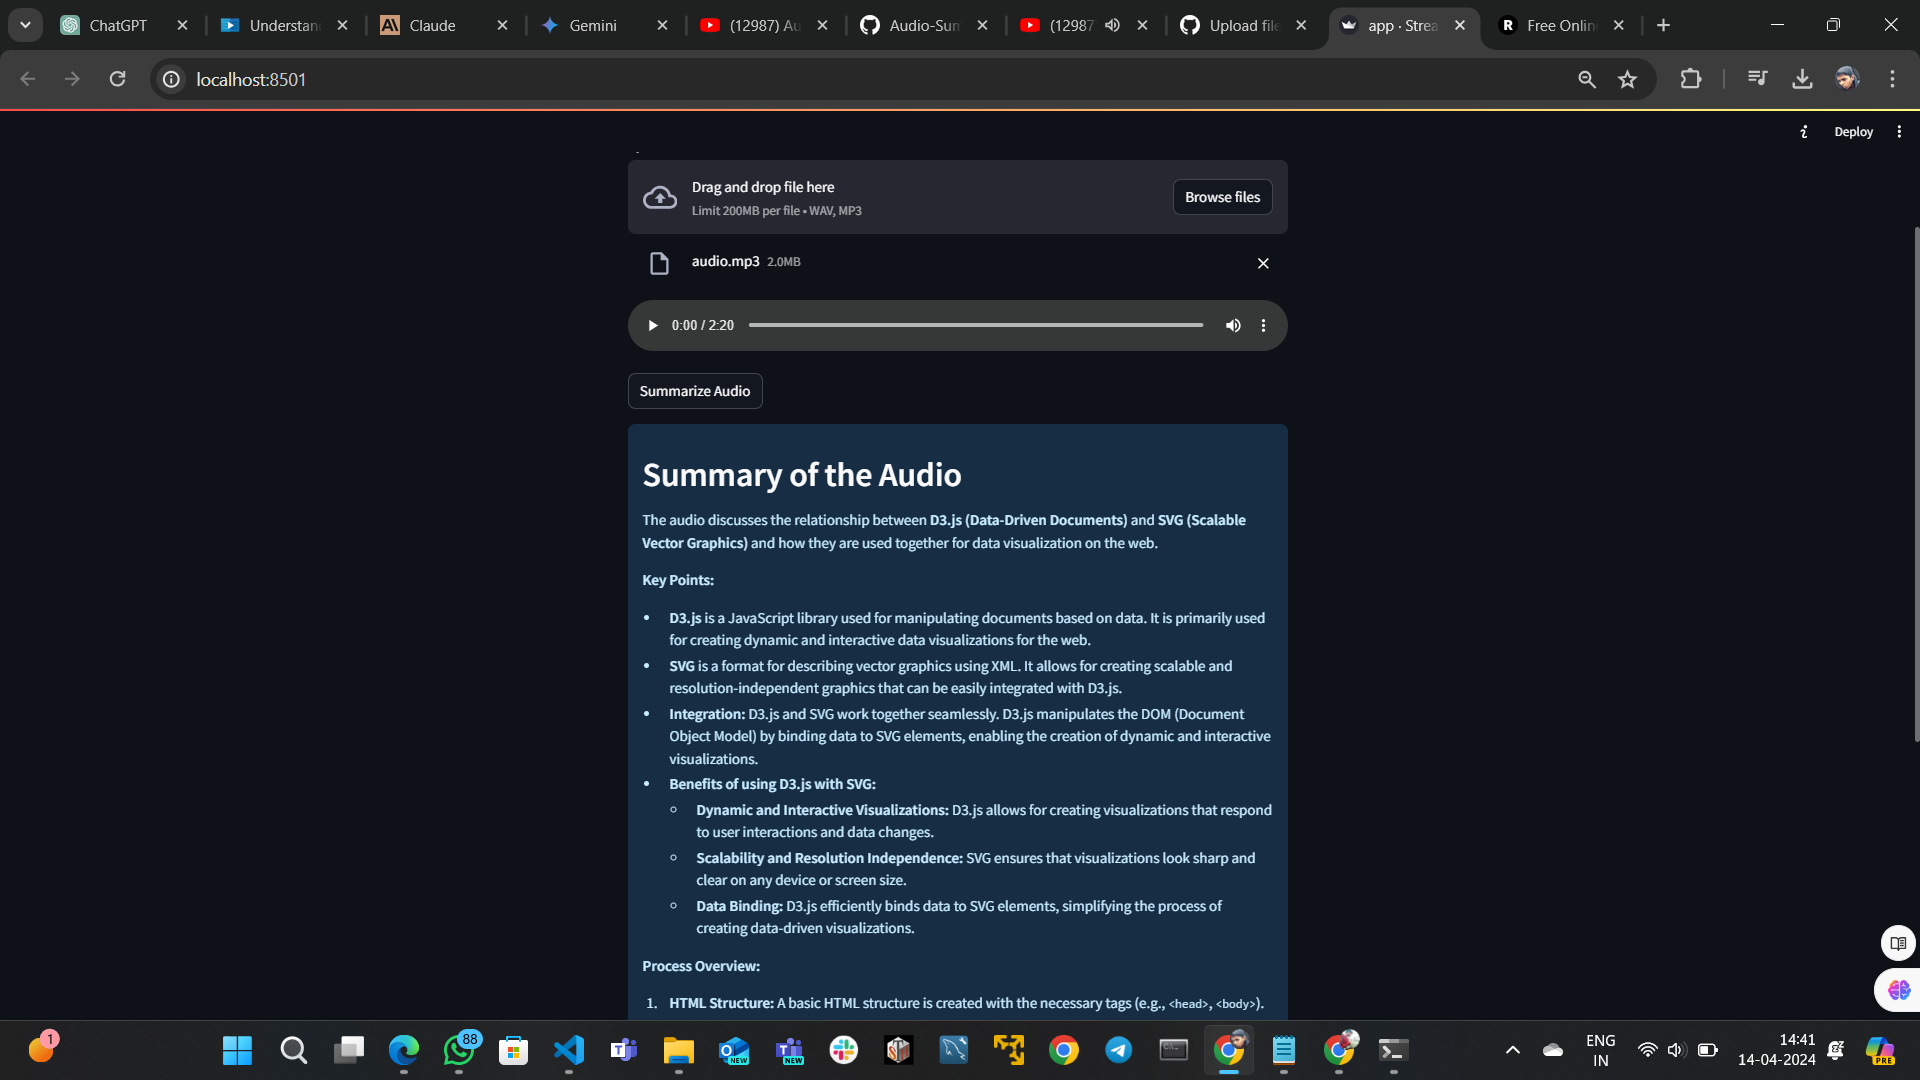 ChatGPT
Understan
Claude
Gemini
(12987) Au
Audio-Sum
(12987
Upload file
app · Strea
Free Onlin
localhost:8501
Deploy
Drag and drop file here
Limit 200MB per file • WAV, MP3
Browse files
audio.mp3 2.0MB
0:00 / 2:20
Summarize Audio
Summary of the Audio
The audio discusses the relationship between D3.js (Data-Driven Documents) and SVG (Scalable
Vector Graphics) and how they are used together for data visualization on the web.
Key Points:
• D3.js is a JavaScript library used for manipulating documents based on data. It is primarily used
for creating dynamic and interactive data visualizations for the web.
• SVG is a format for describing vector graphics using XML. It allows for creating scalable and
resolution-independent graphics that can be easily integrated with D3.js.
• Integration: D3.js and SVG work together seamlessly. D3.js manipulates the DOM (Document
Object Model) by binding data to SVG elements, enabling the creation of dynamic and interactive
visualizations.
• Benefits of using D3.js with SVG:
◦ Dynamic and Interactive Visualizations: D3.js allows for creating visualizations that respond
to user interactions and data changes.
◦ Scalability and Resolution Independence: SVG ensures that visualizations look sharp and
clear on any device or screen size.
◦ Data Binding: D3.js efficiently binds data to SVG elements, simplifying the process of
creating data-driven visualizations.
Process Overview:
1. HTML Structure: A basic HTML structure is created with the necessary tags (e.g., <head>, <body>).
1
88
NEW
NEW
ENG
IN
14:41
14-04-2024
PRE